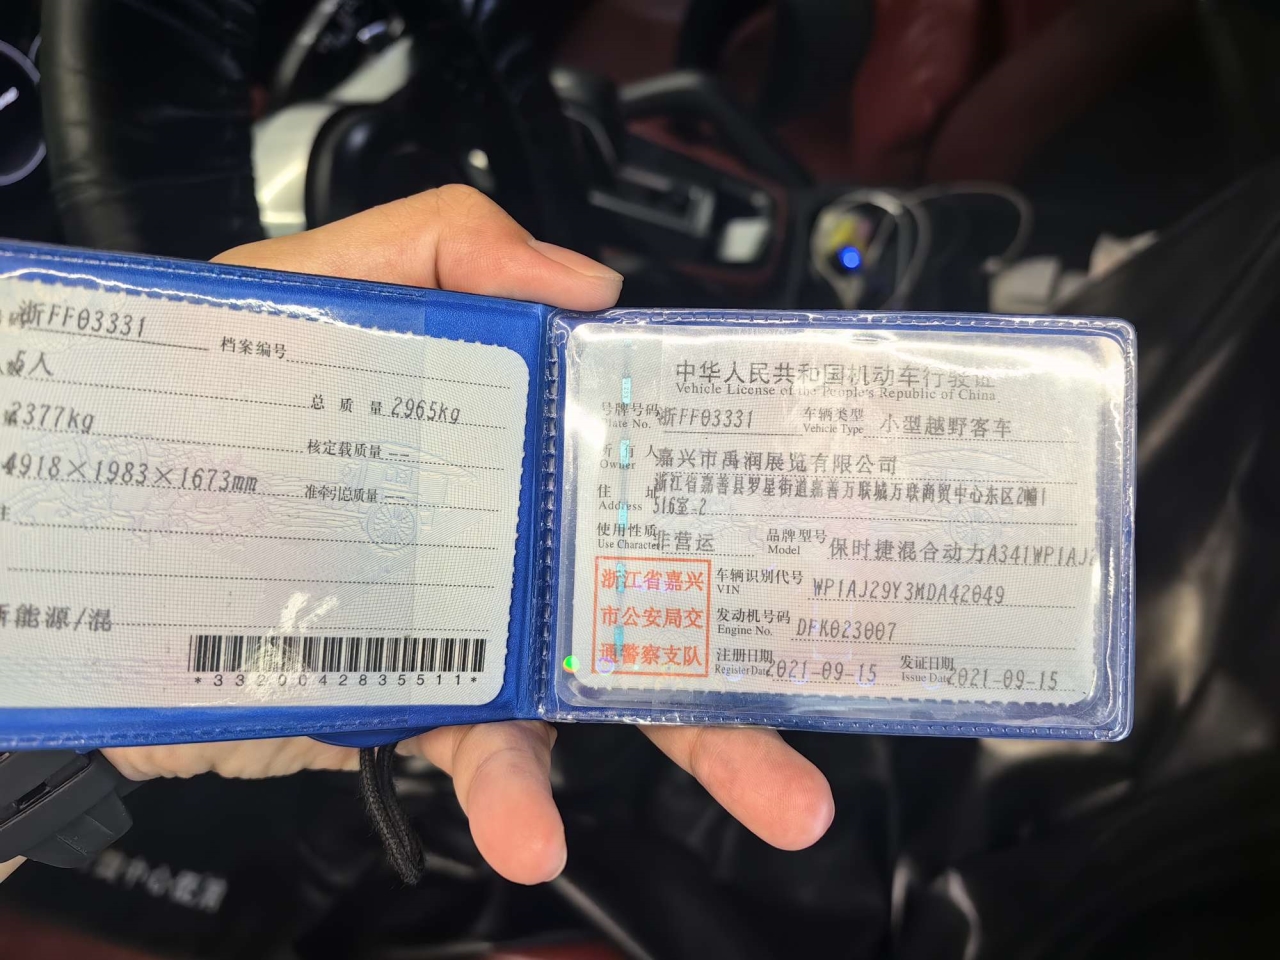 浙FF03331
档案编号
5人
总质量 2965kg
2377kg
核定载质量 --
4918×1983×1673mm
准牵引总质量 --
新能源/混
*3320042835511*
中华人民共和国机动车行驶证
Vehicle License of the People's Republic of China
号牌号码 浙FF03331 车辆类型 小型越野客车
Plate No. Vehicle Type
所有人 嘉兴市禹润展览有限公司
Owner
住址 浙江省嘉善县罗星街道嘉善万联城万联商贸中心东区2幢
Address 516室-2
使用性质 非营运 品牌型号 保时捷混合动力A341WP1AJ2
Use Character Model
浙江省嘉兴
市公安局交
通警察支队
车辆识别代号 WP1AJ29Y3MDA42049
VIN
发动机号码 DFK023007
Engine No.
注册日期 2021-09-15 发证日期 2021-09-15
Register Date Issue Date